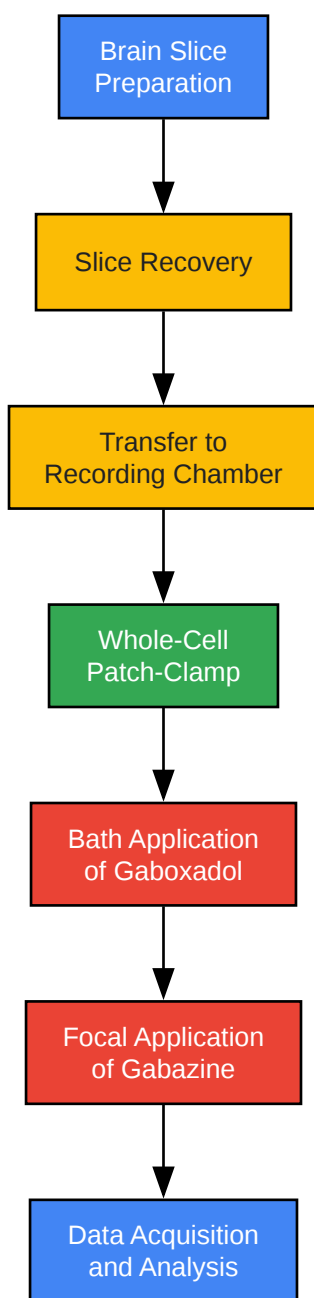 Brain Slice
Preparation
Slice Recovery
Transfer to
Recording Chamber
Whole-Cell
Patch-Clamp
Bath Application
of Gaboxadol
Focal Application
of Gabazine
Data Acquisition
and Analysis